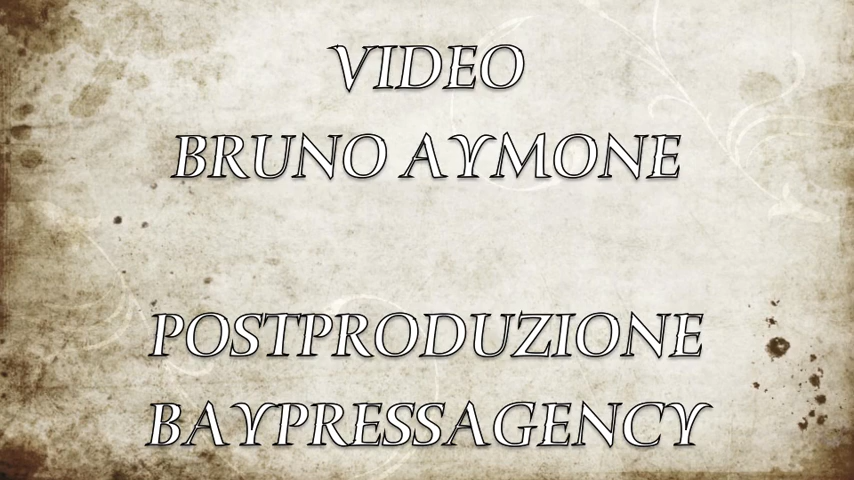 VIDEO
BRUNO AYMONE
POSTPRODUZIONE
BAYPRESSAGENCY